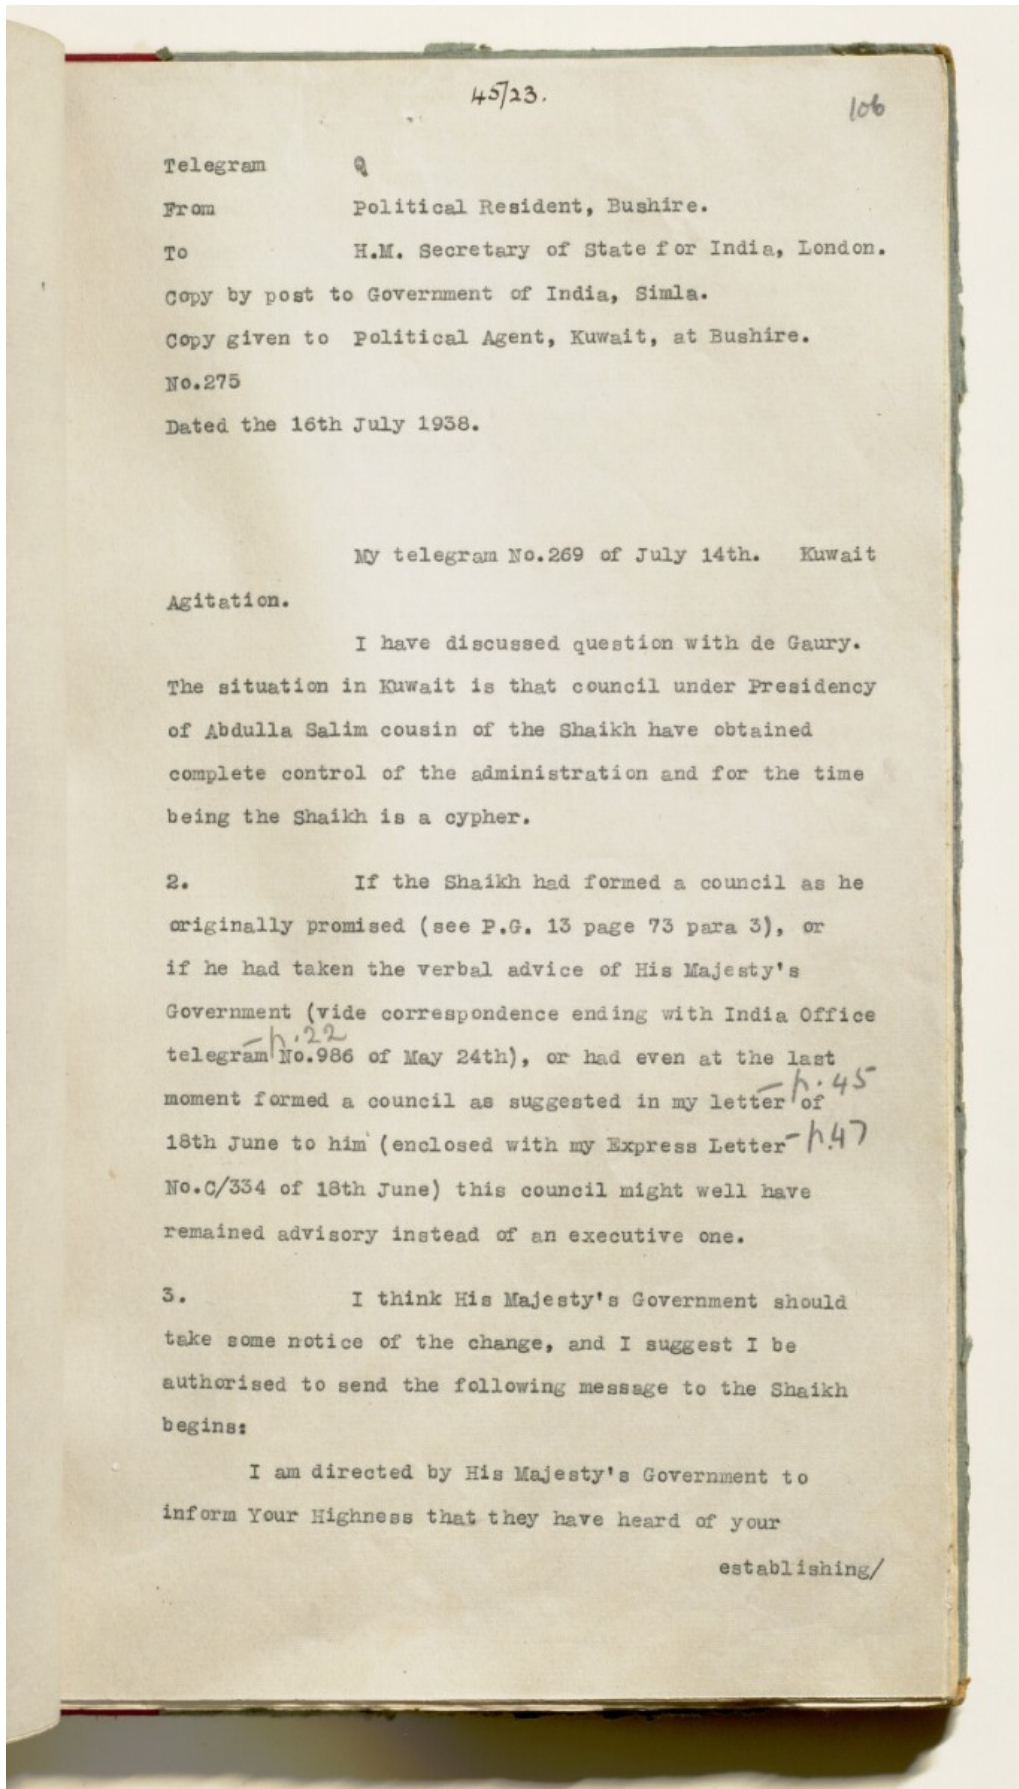 45/23.
106
Telegram Q
From Political Resident, Bushire.
To H.M. Secretary of State for India, London.
Copy by post to Government of India, Simla.
Copy given to Political Agent, Kuwait, at Bushire.
No.275
Dated the 16th July 1938.
My telegram No.269 of July 14th. Kuwait
Agitation.
I have discussed question with de Gaury.
The situation in Kuwait is that council under Presidency
of Abdulla Salim cousin of the Shaikh have obtained
complete control of the administration and for the time
being the Shaikh is a cypher.
2. If the Shaikh had formed a council as he
originally promised (see P.G. 13 page 73 para 3), or
if he had taken the verbal advice of His Majesty's
Government (vide correspondence ending with India Office
- p.22
telegram No.986 of May 24th), or had even at the last
- p.45
moment formed a council as suggested in my letter of
18th June to him (enclosed with my Express Letter - p.47
No.C/334 of 18th June) this council might well have
remained advisory instead of an executive one.
3. I think His Majesty's Government should
take some notice of the change, and I suggest I be
authorised to send the following message to the Shaikh
begins:
I am directed by His Majesty's Government to
inform Your Highness that they have heard of your
establishing/